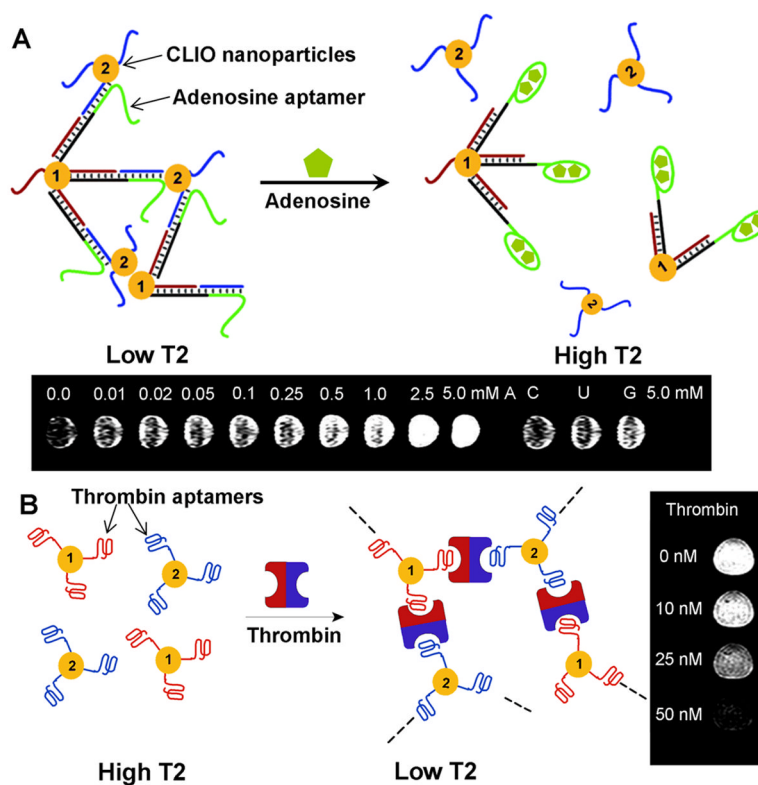 A
2
CLIO nanoparticles
Adenosine aptamer
1
2
2
1
Adenosine
2
2
1
1
2
Low T2
High T2
0.0 0.01 0.02 0.05 0.1 0.25 0.5 1.0 2.5 5.0 mM A C U G 5.0 mM
B
Thrombin aptamers
1
2
2
1
Thrombin
1
2
2
1
High T2
Low T2
Thrombin
0 nM
10 nM
25 nM
50 nM